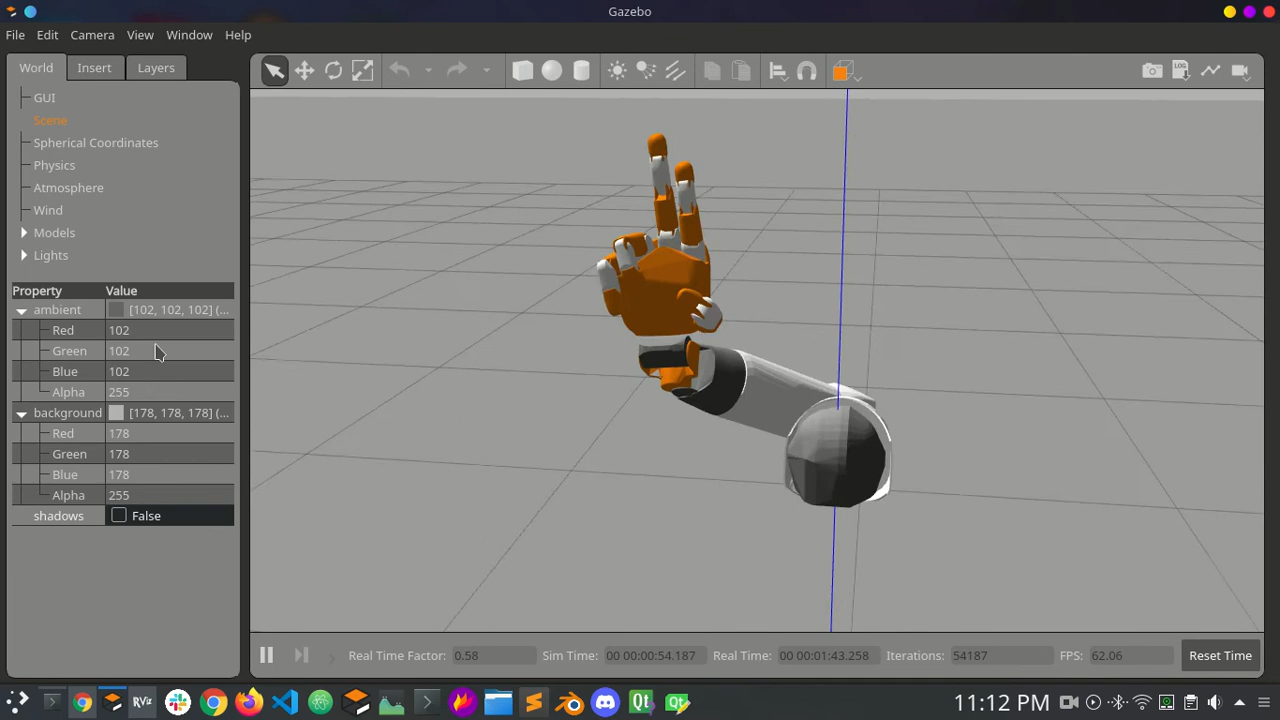 Gazebo
File Edit Camera View Window Help
World Insert Layers
GUI
Scene
Spherical Coordinates
Physics
Atmosphere
Wind
Models
Lights
Property Value
ambient [102, 102, 102] (...
Red 102
Green 102
Blue 102
Alpha 255
background [178, 178, 178] (...
Red 178
Green 178
Blue 178
Alpha 255
shadows False
LOG
Real Time Factor: 0.58 Sim Time: 00 00:00:54.187 Real Time: 00 00:01:43.258 Iterations: 54187 FPS: 62.06 Reset Time
RViz Qt Qt 11:12 PM